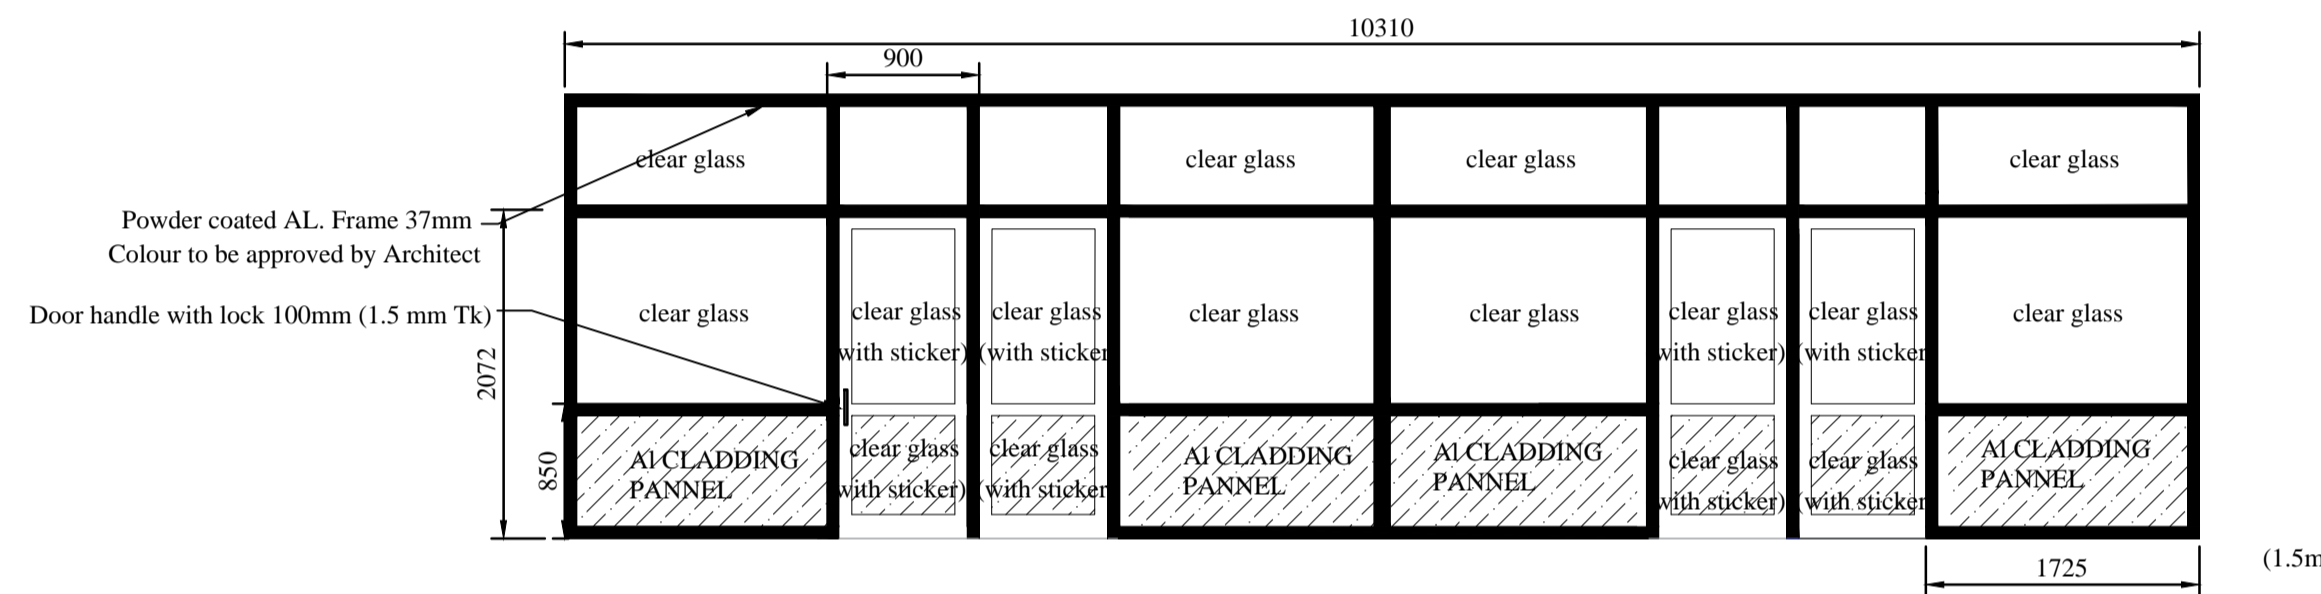 10310
900
clear glass
clear glass
clear glass
clear glass
Powder coated AL. Frame 37mm
Colour to be approved by Architect
Door handle with lock 100mm (1.5 mm Tk)
2072
850
clear glass
clear glass
with sticker)
clear glass
(with sticker
clear glass
clear glass
clear glass
with sticker)
clear glass
(with sticker
clear glass
Al CLADDING
PANNEL
clear glass
with sticker)
clear glass
(with sticker
Al CLADDING
PANNEL
Al CLADDING
PANNEL
clear glass
with sticker)
clear glass
(with sticker
Al CLADDING
PANNEL
1725
(1.5m